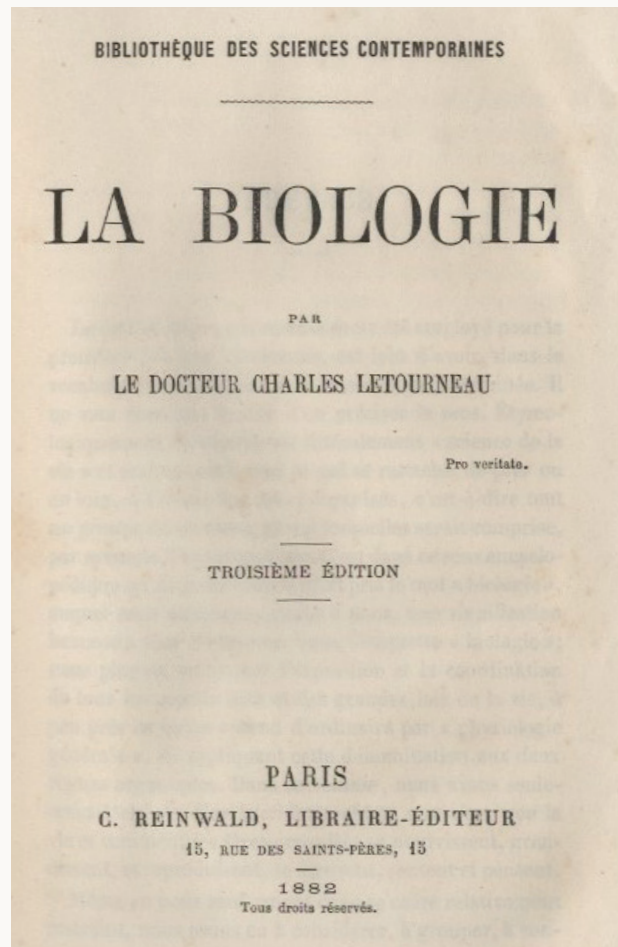 BIBLIOTHÈQUE DES SCIENCES CONTEMPORAINES
LA BIOLOGIE
PAR
LE DOCTEUR CHARLES LETOURNEAU
Pro veritate.
TROISIÈME ÉDITION
PARIS
C. REINWALD, LIBRAIRE-ÉDITEUR
15, RUE DES SAINTS-PÈRES, 15
1882
Tous droits réservés.